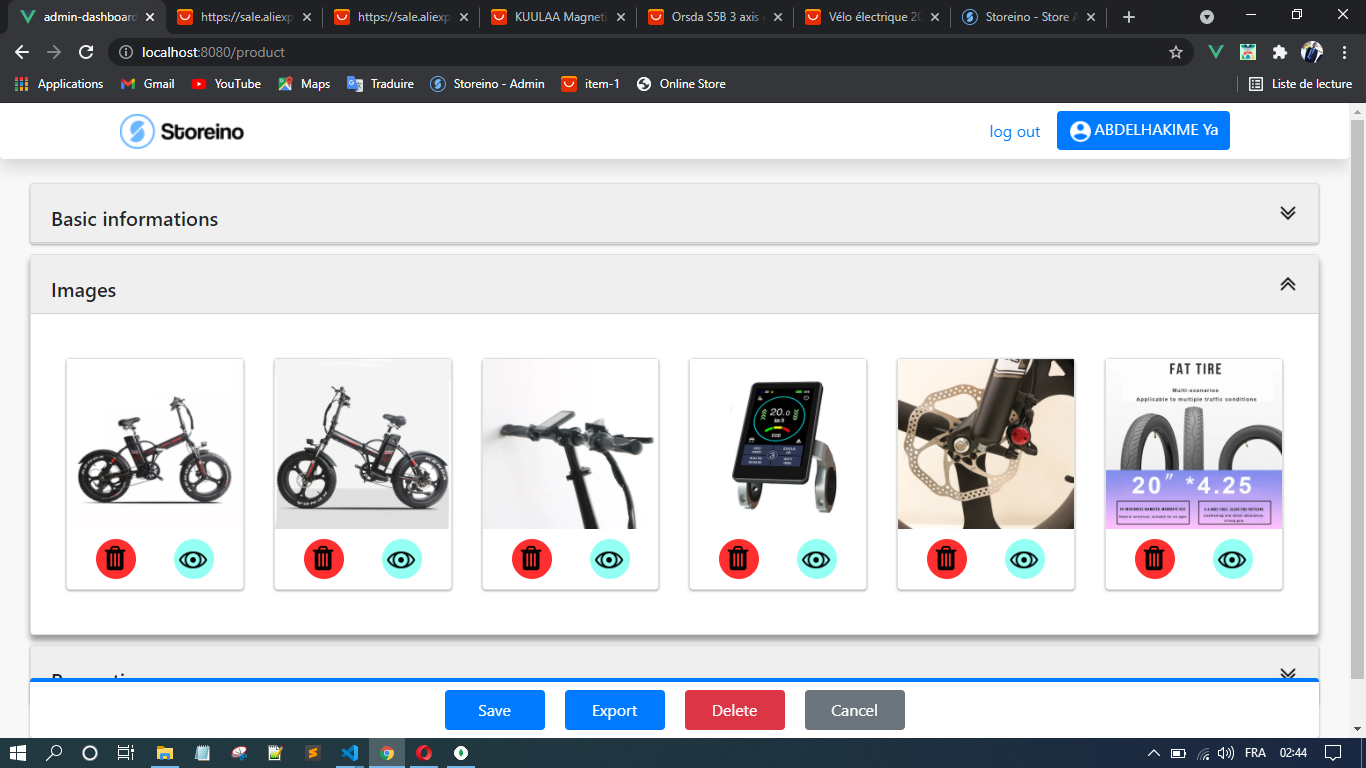 admin-dashboard
https://sale.aliexp
https://sale.aliexp
KUULAA Magneti
Orsda S5B 3 axis
Vélo électrique 20
Storeino - Store A
localhost:8080/product
Applications
Gmail
YouTube
Maps
Traduire
Storeino - Admin
item-1
Online Store
Liste de lecture
Storeino
log out
ABDELHAKIME Ya
Basic informations
Images
20.0
km/h
ECO
3
FAT TIRE
Multi-scenarios
Applicable to multiple traffic conditions
20" *4.25
Save
Export
Delete
Cancel
FRA
02:44